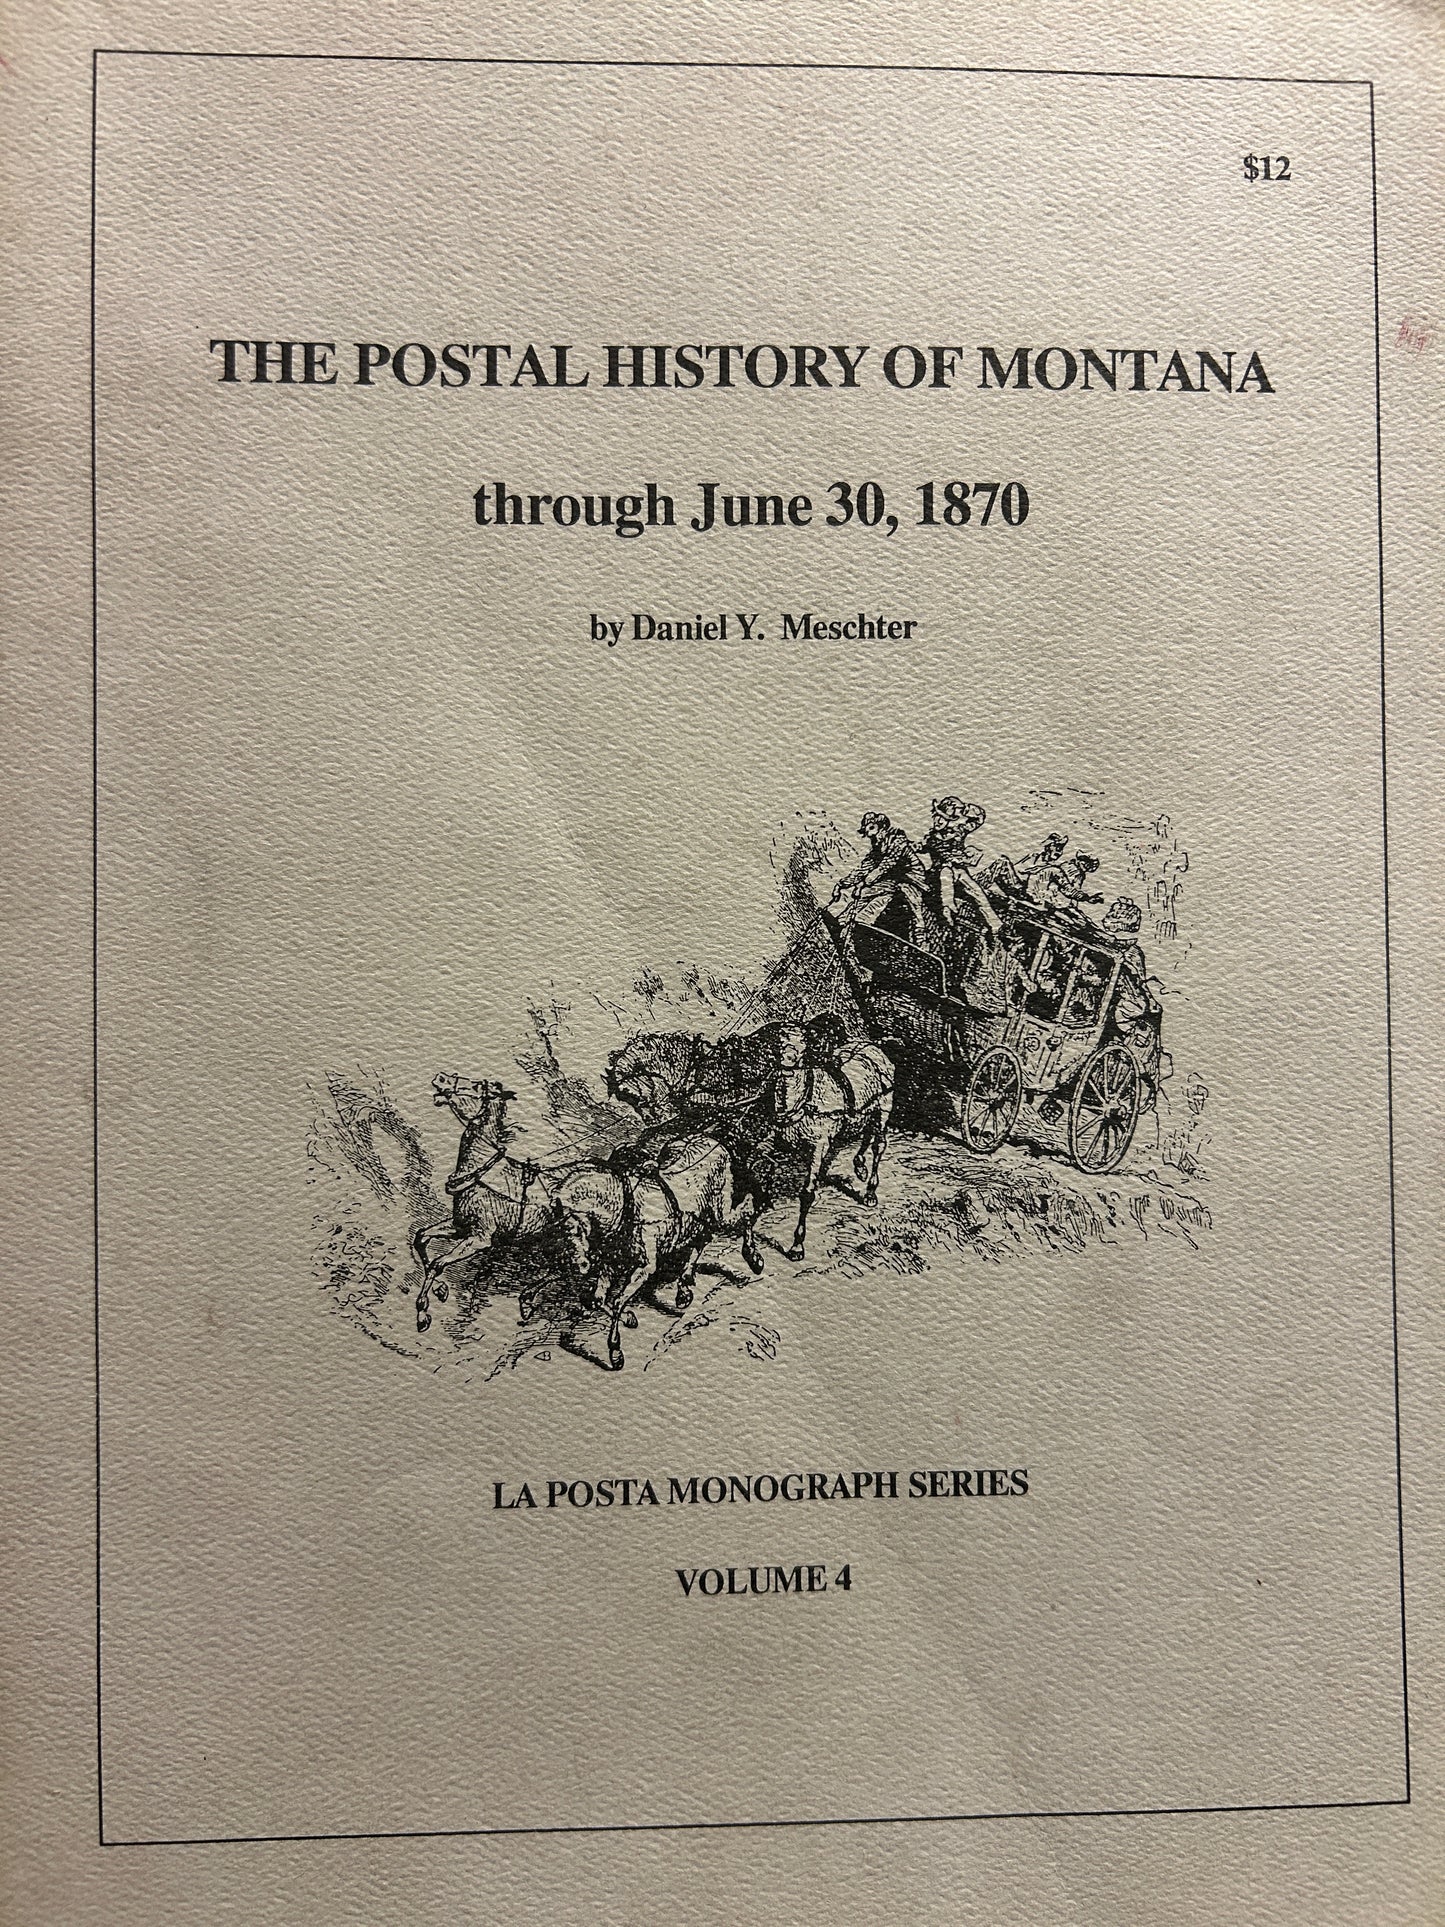 $12
THE POSTAL HISTORY OF MONTANA
through June 30, 1870
by Daniel Y. Meschter
LA POSTA MONOGRAPH SERIES
VOLUME 4